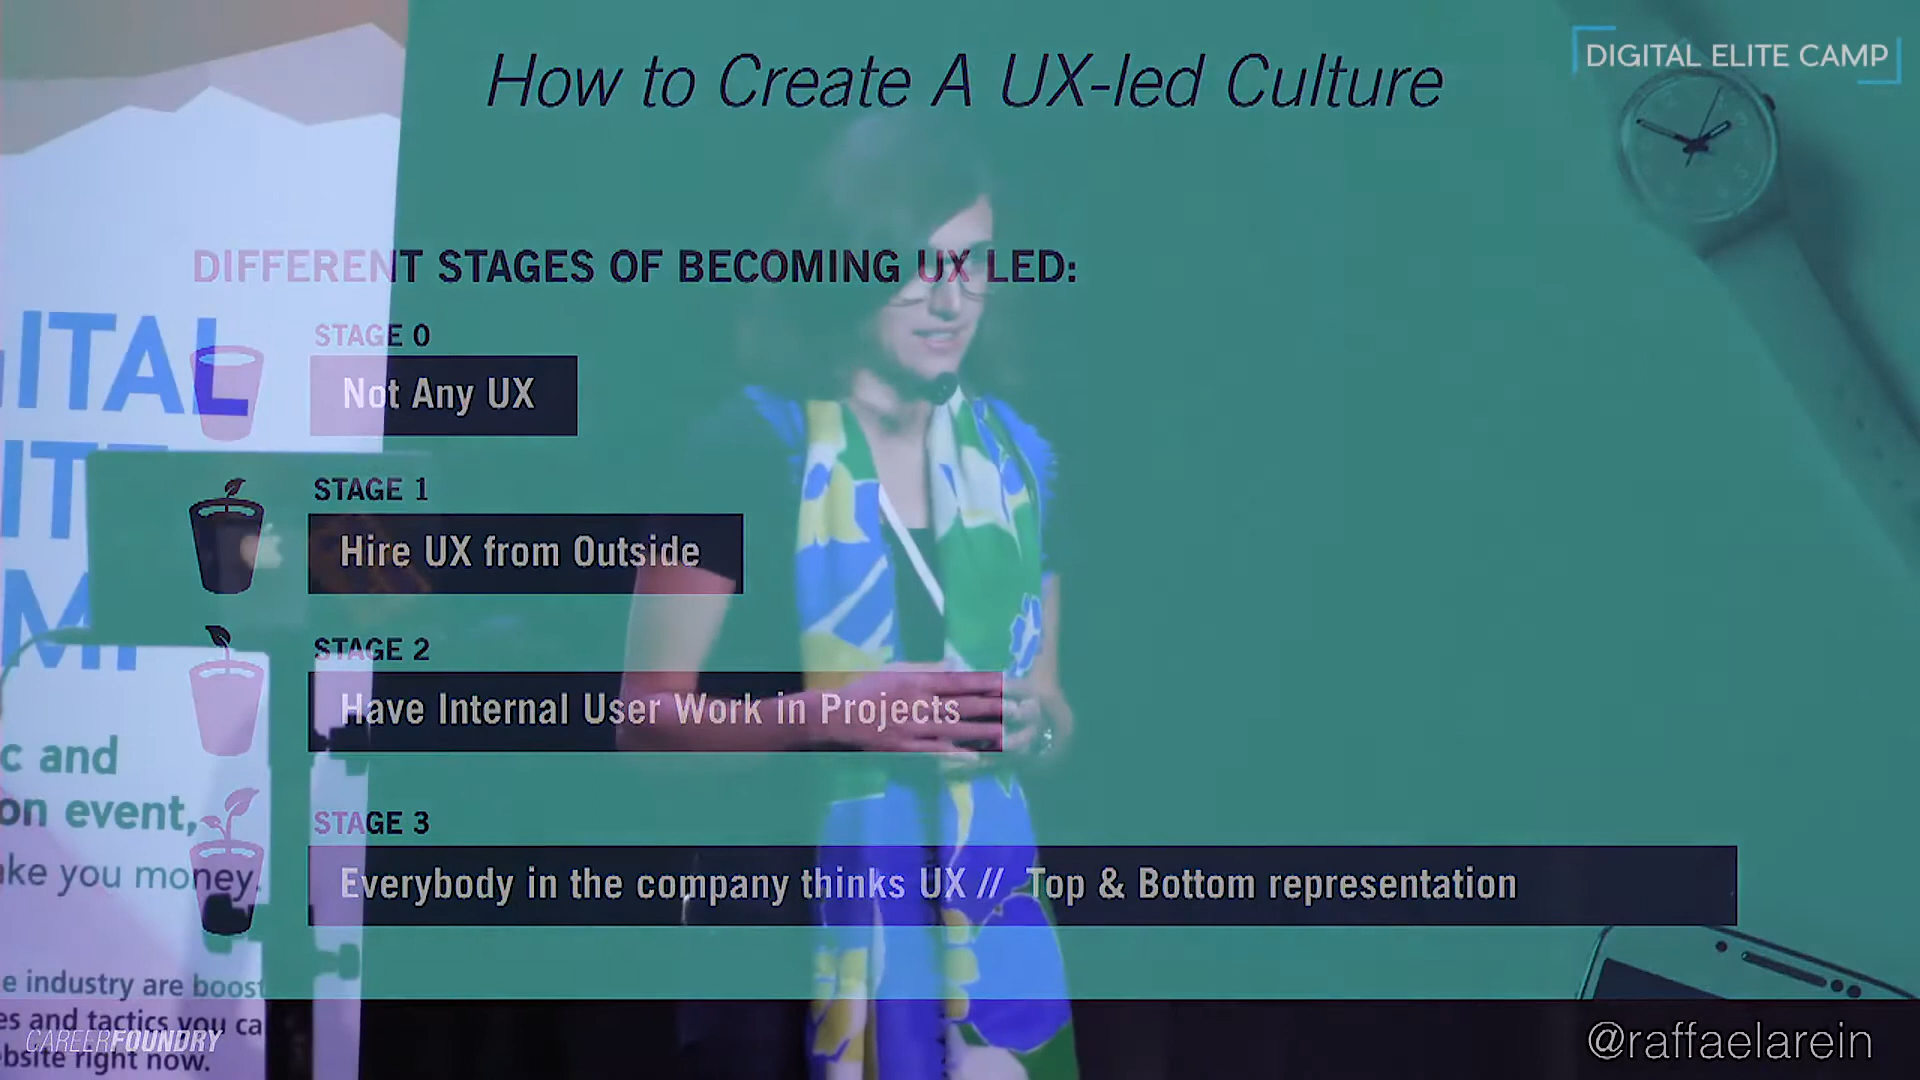 How to Create A UX-led Culture
DIGITAL ELITE CAMP
DIFFERENT STAGES OF BECOMING UX LED:
STAGE 0
Not Any UX
STAGE 1
Hire UX from Outside
STAGE 2
Have Internal User Work in Projects
STAGE 3
Everybody in the company thinks UX // Top & Bottom representation
ITAL
c and
on event,
ake you money.
e industry are boost
es and tactics you ca
bsite right now.
CAREERFOUNDRY
@raffaelarein